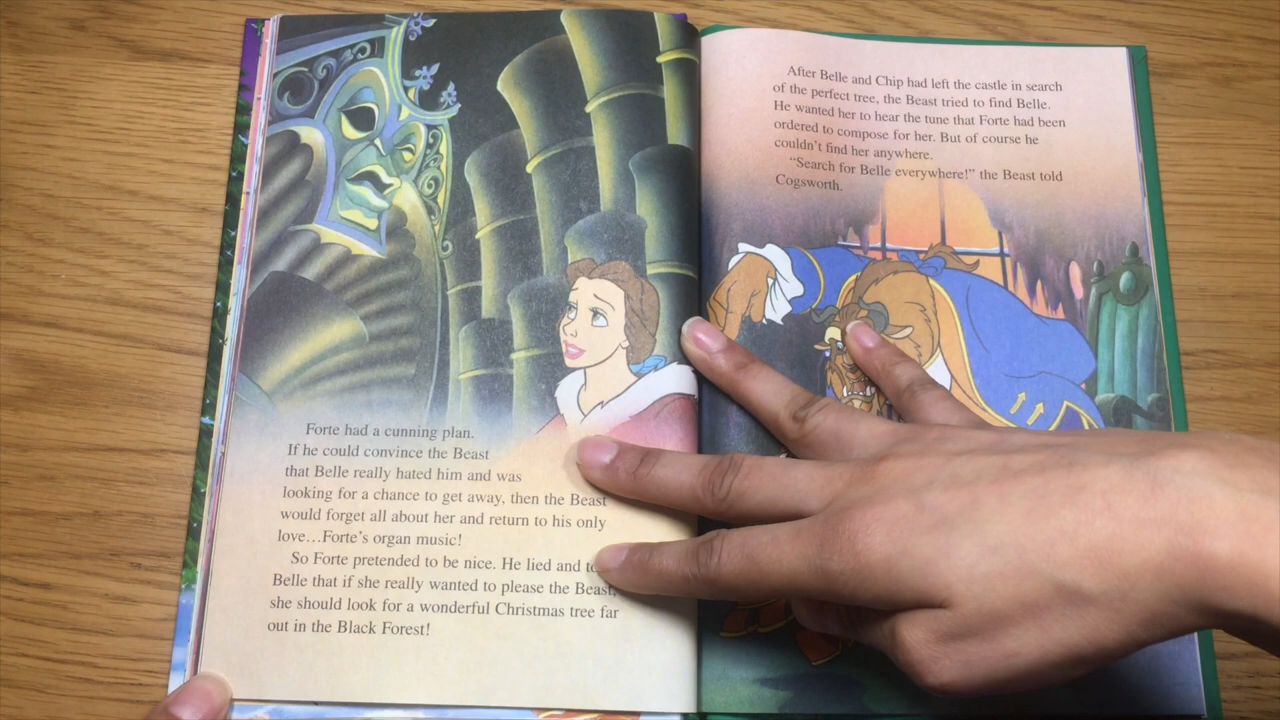 Forte had a cunning plan.
If he could convince the Beast
that Belle really hated him and was
looking for a chance to get away, then the Beast
would forget all about her and return to his only
love…Forte's organ music!
So Forte pretended to be nice. He lied and
Belle that if she really wanted to please the Beast,
she should look for a wonderful Christmas tree far
out in the Black Forest!
After Belle and Chip had left the castle in search
of the perfect tree, the Beast tried to find Belle.
He wanted her to hear the tune that Forte had been
ordered to compose for her. But of course he
couldn't find her anywhere.
“Search for Belle everywhere!” the Beast told
Cogsworth.